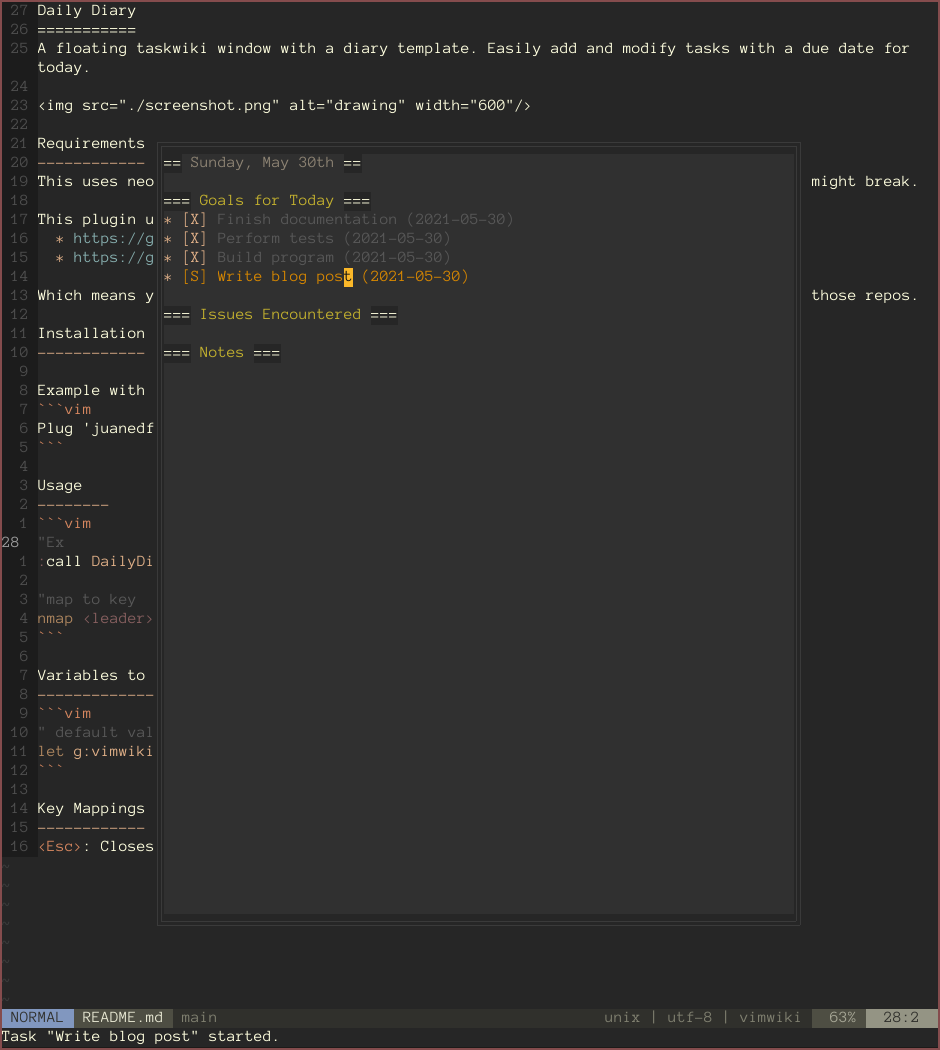 27 Daily Diary
26 ===========
25 A floating taskwiki window with a diary template. Easily add and modify tasks with a due date for
today.
24
23 <img src="./screenshot.png" alt="drawing" width="600"/>
22
21 Requirements
20 ------------ == Sunday, May 30th ==
19 This uses neo might break.
18 === Goals for Today ===
17 This plugin u * [X] Finish documentation (2021-05-30)
16   * https://g * [X] Perform tests (2021-05-30)
15   * https://g * [X] Build program (2021-05-30)
14 * [S] Write blog post (2021-05-30)
13 Which means y those repos.
12 === Issues Encountered ===
11 Installation
10 ------------ === Notes ===
9
8 Example with
7 ```vim
6 Plug 'juanedf
5 ```
4
3 Usage
2 --------
1 ```vim
28 "Ex
1 :call DailyDi
2
3 "map to key
4 nmap <leader>
5 ```
6
7 Variables to
8 -------------
9 ```vim
10 " default val
11 let g:vimwiki
12 ```
13
14 Key Mappings
15 ------------
16 <Esc>: Closes
~
~
~
~
~
~
~
~
NORMAL README.md main unix | utf-8 | vimwiki 63% 28:2
Task "Write blog post" started.